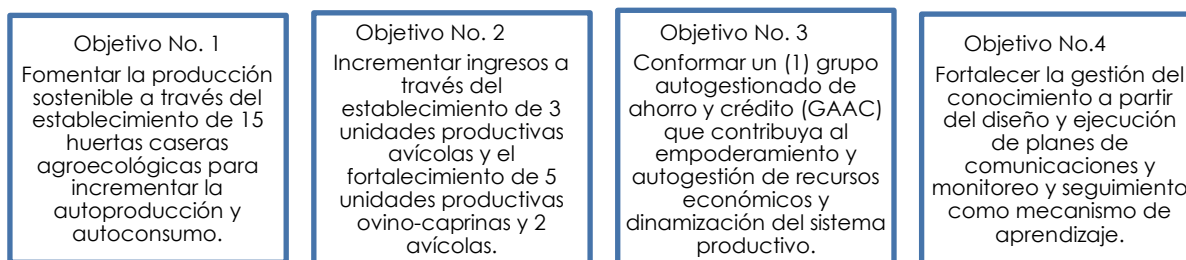 Objetivo No. 1
Fomentar la producción
sostenible a través del
establecimiento de 15
huertas caseras
agroecológicas para
incrementar la
autoproducción y
autoconsumo.
Objetivo No. 2
Incrementar ingresos a
través del
establecimiento de 3
unidades productivas
avícolas y el
fortalecimiento de 5
unidades productivas
ovino-caprinas y 2
avícolas.
Objetivo No. 3
Conformar un (1) grupo
autogestionado de
ahorro y crédito (GAAC)
que contribuya al
empoderamiento y
autogestión de recursos
económicos y
dinamización del sistema
productivo.
Objetivo No.4
Fortalecer la gestión del
conocimiento a partir
del diseño y ejecución
de planes de
comunicaciones y
monitoreo y seguimiento
como mecanismo de
aprendizaje.